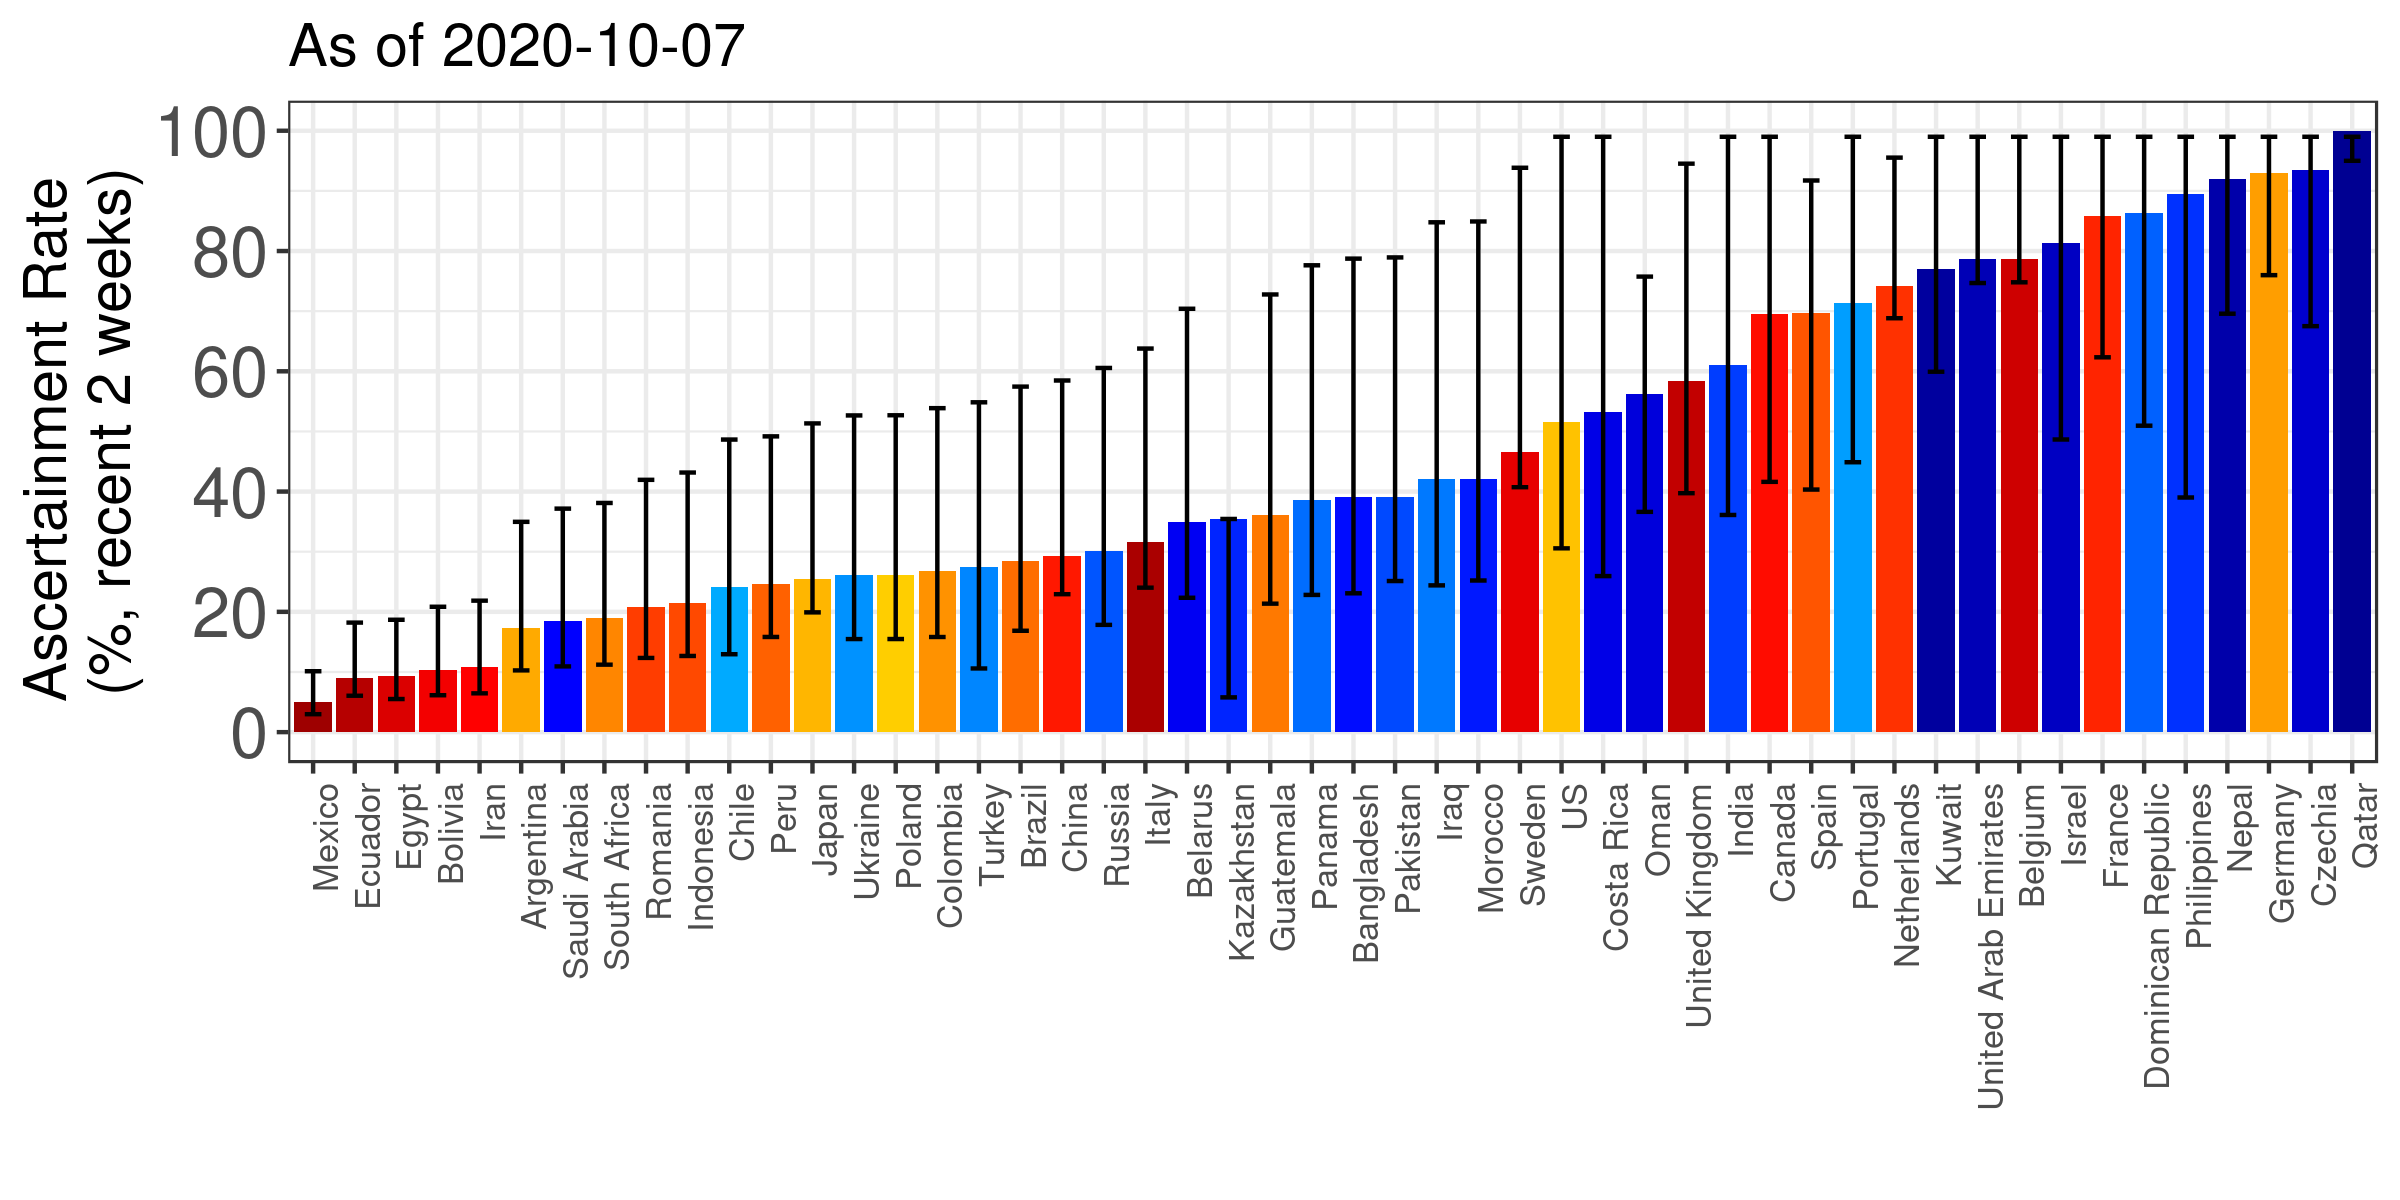 As of 2020-10-07
Ascertainment Rate
(%, recent 2 weeks)
100
80
60
40
20
0
Mexico
Ecuador
Egypt
Bolivia
Iran
Argentina
Saudi Arabia
South Africa
Romania
Indonesia
Chile
Peru
Japan
Ukraine
Poland
Colombia
Turkey
Brazil
China
Russia
Italy
Belarus
Kazakhstan
Guatemala
Panama
Bangladesh
Pakistan
Iraq
Morocco
Sweden
US
Costa Rica
Oman
United Kingdom
India
Canada
Spain
Portugal
Netherlands
Kuwait
United Arab Emirates
Belgium
Israel
France
Dominican Republic
Philippines
Nepal
Germany
Czechia
Qatar